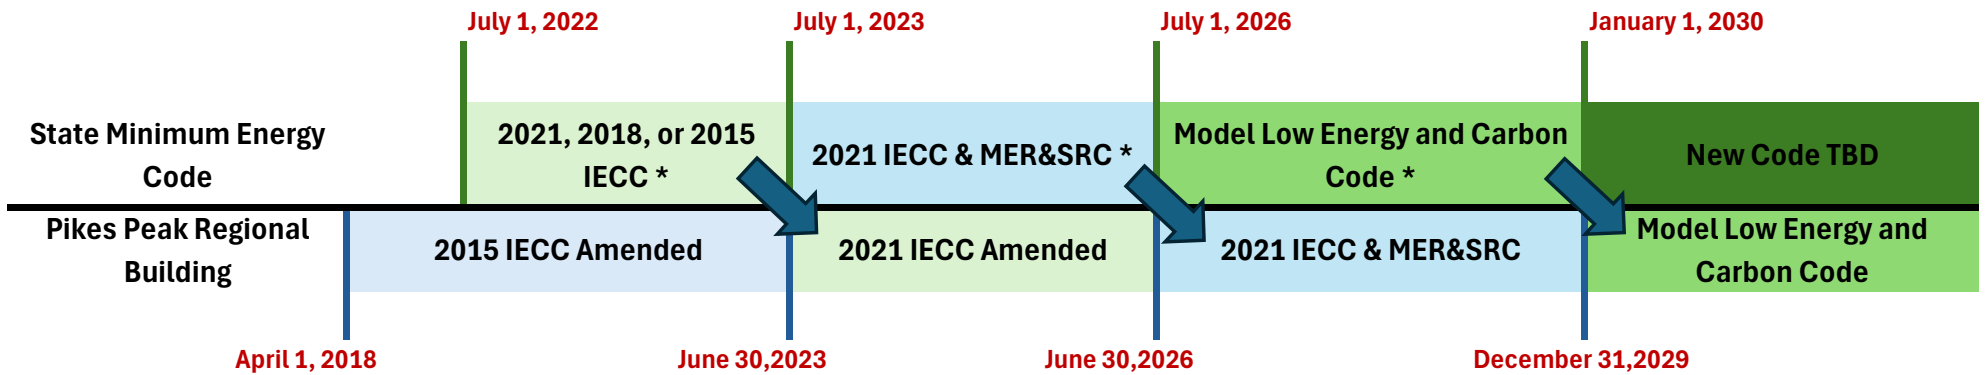 July 1, 2022
July 1, 2023
July 1, 2026
January 1, 2030
State Minimum Energy
Code
2021, 2018, or 2015
IECC *
2021 IECC & MER&SRC *
Model Low Energy and Carbon
Code *
New Code TBD
Pikes Peak Regional
Building
2015 IECC Amended
2021 IECC Amended
2021 IECC & MER&SRC
Model Low Energy and
Carbon Code
April 1, 2018
June 30,2023
June 30,2026
December 31,2029